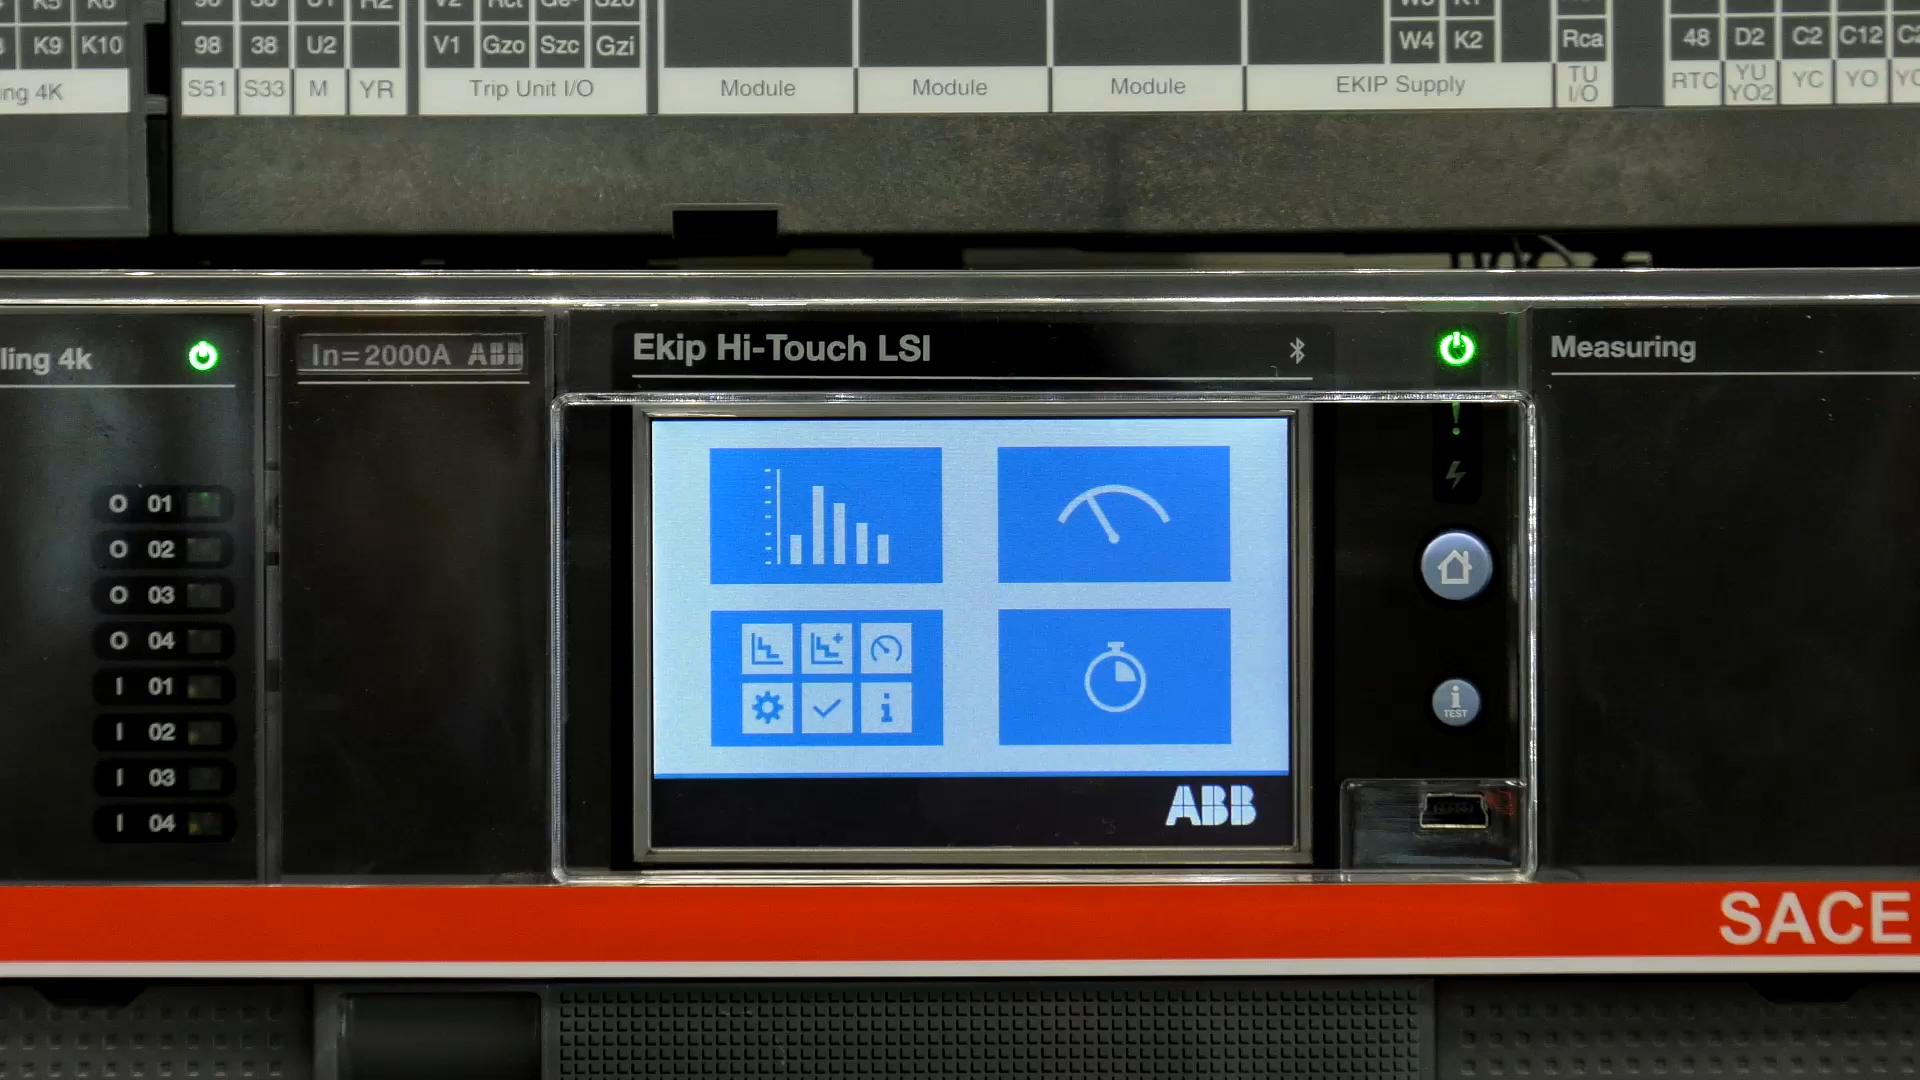 K9 K10
98 38 U2
V1 Gzo Szc Gzi
W4 K2
Rca
48 D2 C2 C12
ing 4K
S51 S33 M YR
Trip Unit I/O
Module
Module
Module
EKIP Supply
TU I/O
RTC YU YO2 YC YO
ling 4k
In=2000A ABB
Ekip Hi-Touch LSI
Measuring
O 01
O 02
O 03
O 04
I 01
I 02
I 03
I 04
i
i
TEST
ABB
SACE